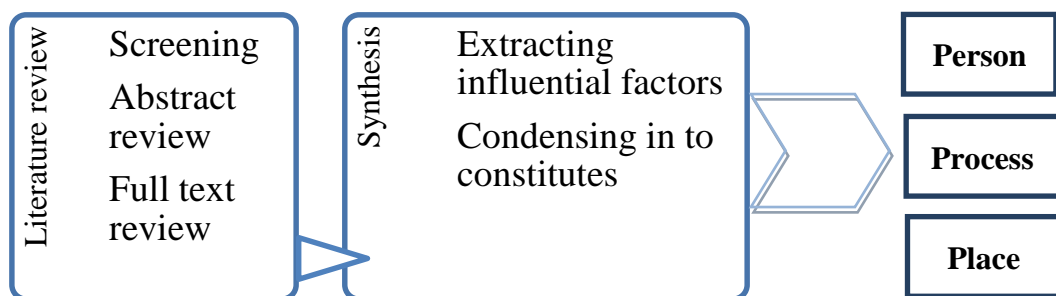 Literature review
Screening
Abstract
review
Full text
review
Synthesis
Extracting
influential factors
Condensing in to
constitutes
Person
Process
Place